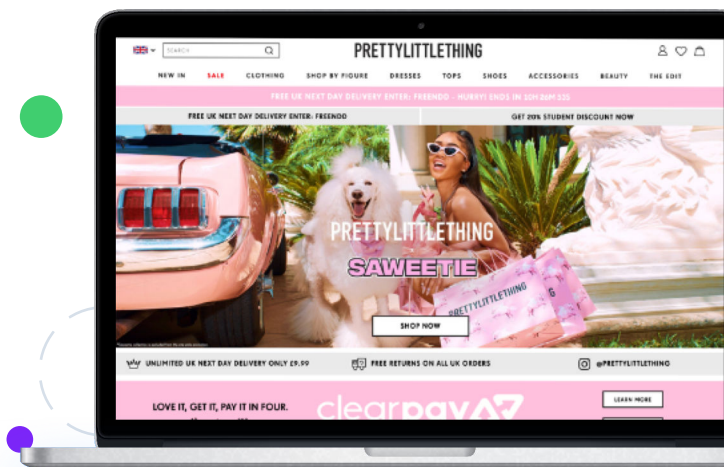 SEARCH
PRETTYLITTLETHING
NEW IN SALE CLOTHING SHOP BY FIGURE DRESSES TOPS SHOES ACCESSORIES BEAUTY THE EDIT
FREE UK NEXT DAY DELIVERY ENTER: FREENDD - HURRY! ENDS IN 10H 26M 53S
FREE UK NEXT DAY DELIVERY ENTER: FREENDD GET 20% STUDENT DISCOUNT NOW
PRETTYLITTLETHING
SAWEETIE
PRETTYLITTLETHING
SHOP NOW
UNLIMITED UK NEXT DAY DELIVERY ONLY £9.99 FREE RETURNS ON ALL UK ORDERS @PRETTYLITTLETHING
LOVE IT, GET IT, PAY IT IN FOUR. clearpay LEARN MORE